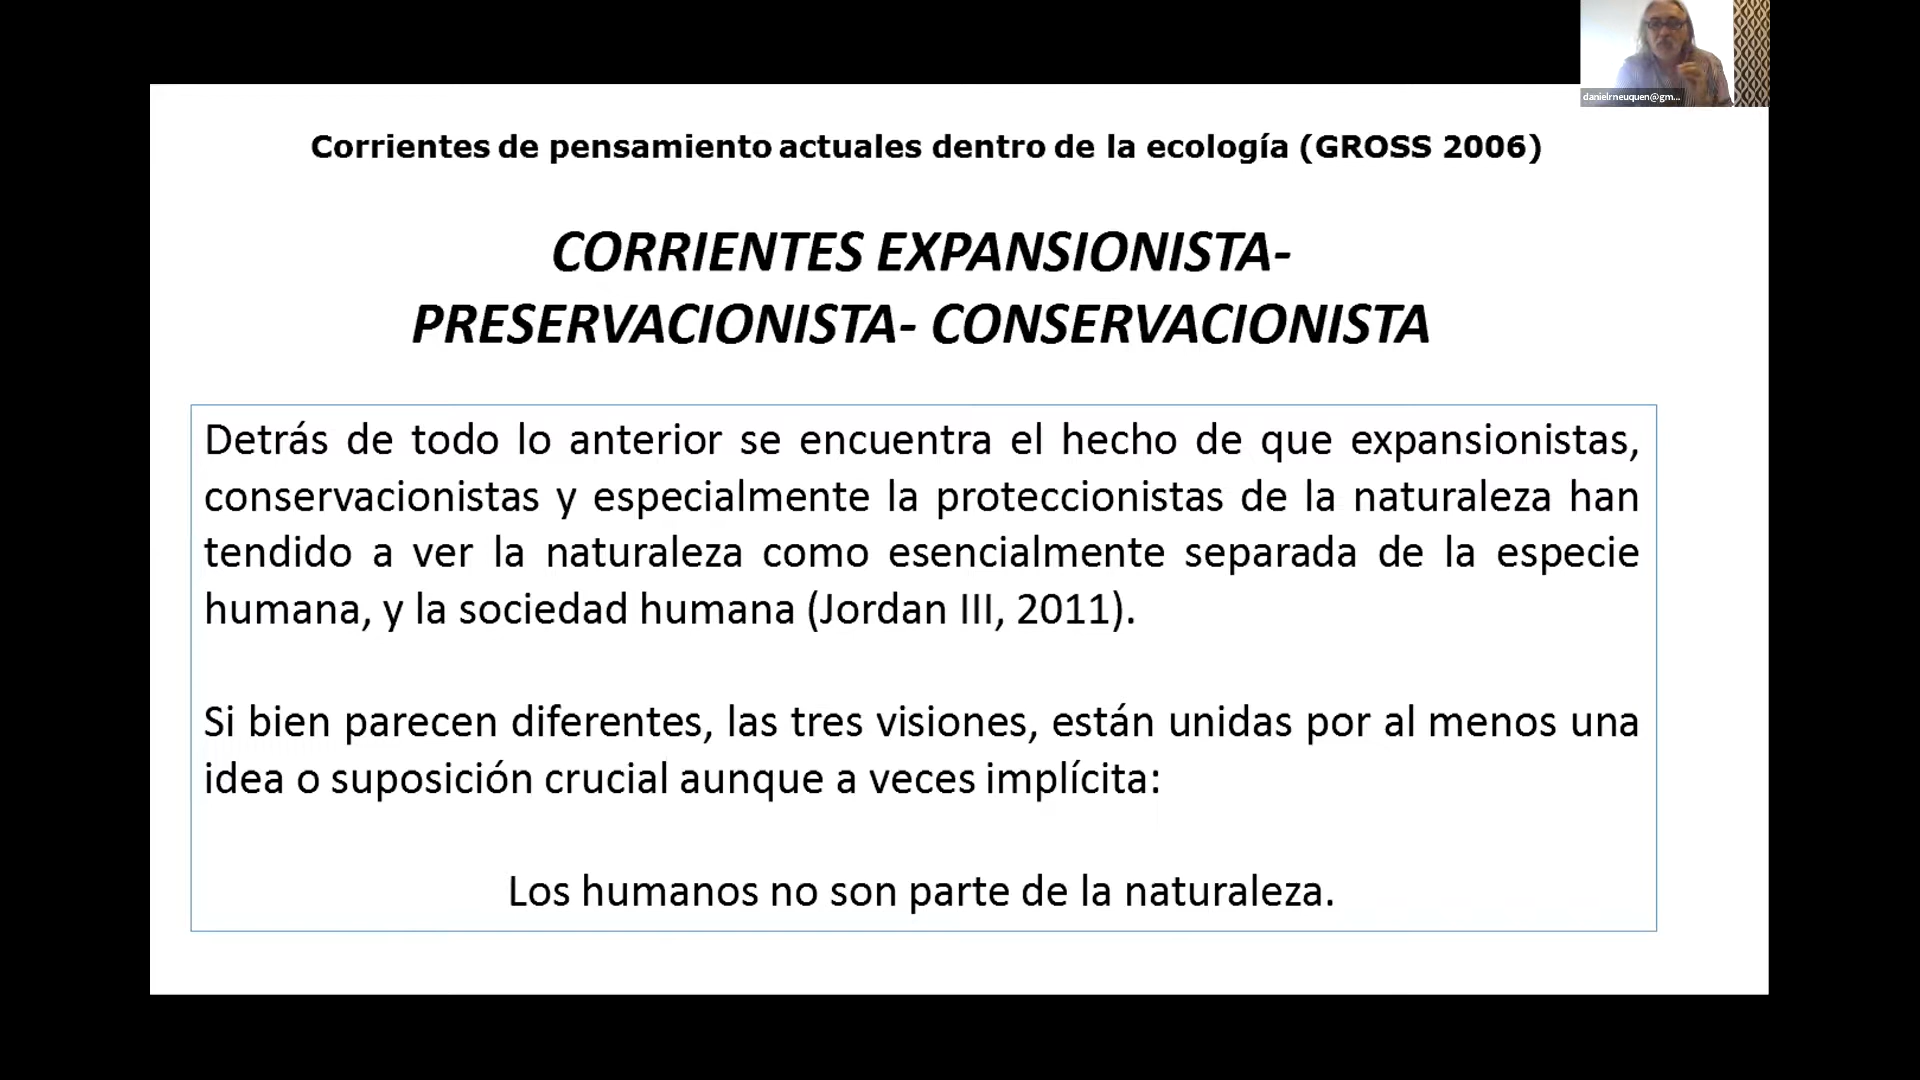 danielrneuquen@gm...
Corrientes de pensamiento actuales dentro de la ecología (GROSS 2006)
CORRIENTES EXPANSIONISTA-
PRESERVACIONISTA- CONSERVACIONISTA
Detrás de todo lo anterior se encuentra el hecho de que expansionistas,
conservacionistas y especialmente la proteccionistas de la naturaleza han
tendido a ver la naturaleza como esencialmente separada de la especie
humana, y la sociedad humana (Jordan III, 2011).
Si bien parecen diferentes, las tres visiones, están unidas por al menos una
idea o suposición crucial aunque a veces implícita:
Los humanos no son parte de la naturaleza.